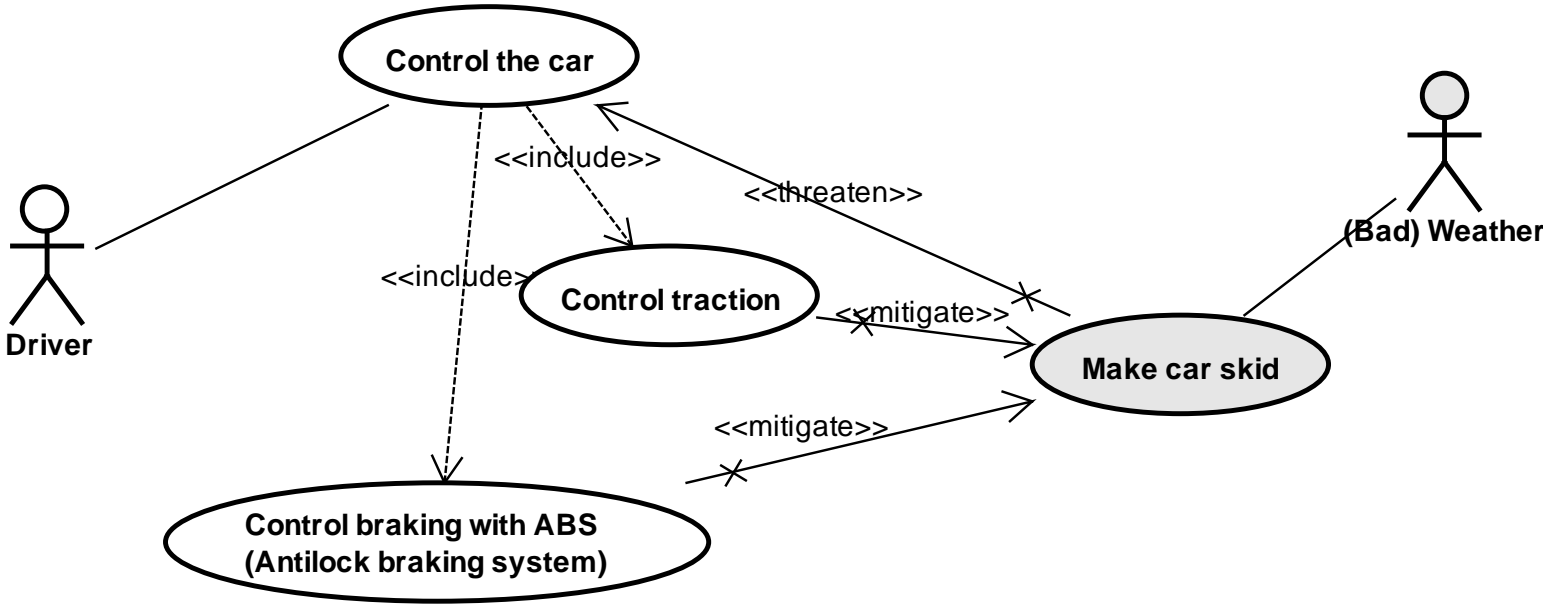 Control the car
<<include>>
<<threaten>>
(Bad) Weather
<<include>
Control traction
<<mitigate>>
Driver
Make car skid
<<mitigate>>
Control braking with ABS
(Antilock braking system)